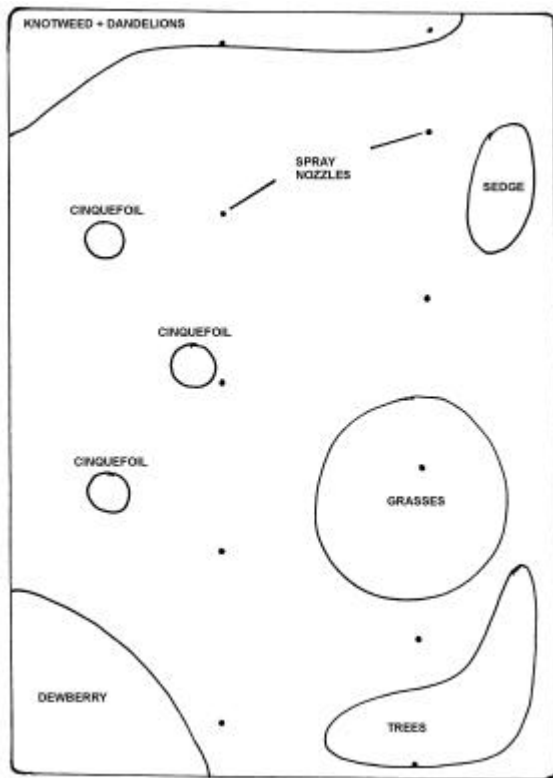 KNOTWEED + DANDELIONS
SPRAY
NOZZLES
SEDGE
CINQUEFOIL
CINQUEFOIL
CINQUEFOIL
GRASSES
DEWBERRY
TREES